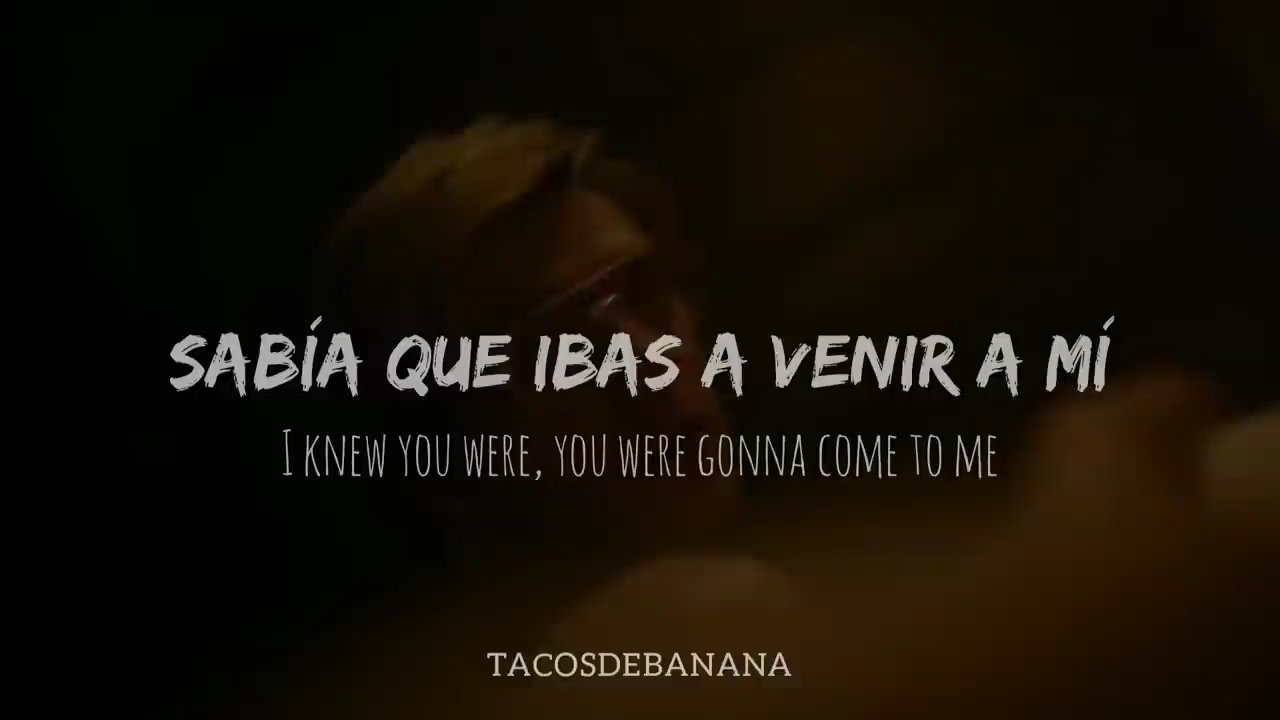 SABÍA QUE IBAS A VENIR A MÍ
I KNEW YOU WERE, YOU WERE GONNA COME TO ME
TACOSDEBANANA